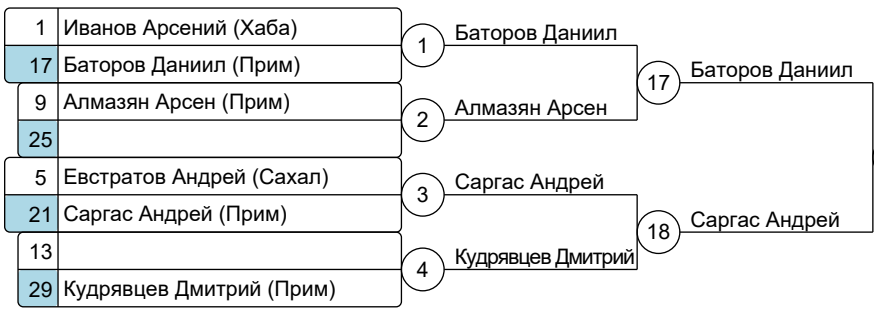 1 Иванов Арсений (Хаба)
17 Баторов Даниил (Прим)
9 Алмазян Арсен (Прим)
25
5 Евстратов Андрей (Сахал)
21 Саргас Андрей (Прим)
13
29 Кудрявцев Дмитрий (Прим)
1 Баторов Даниил
2 Алмазян Арсен
3 Саргас Андрей
4 Кудрявцев Дмитрий
17 Баторов Даниил
18 Саргас Андрей